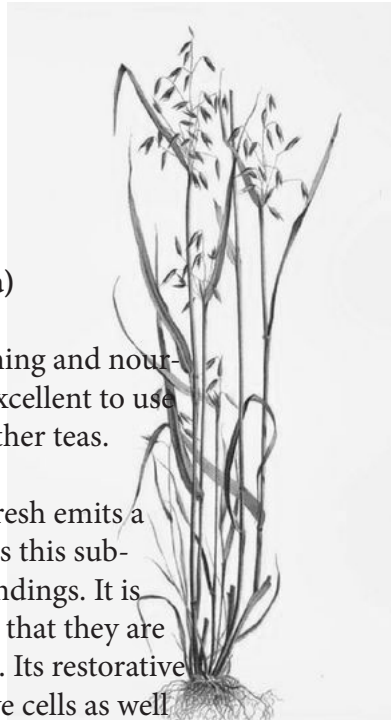 a)
ning and nour-
xcellent to use
ther teas.
resh emits a
s this sub-
ndings. It is
that they are
. Its restorative
ve cells as well